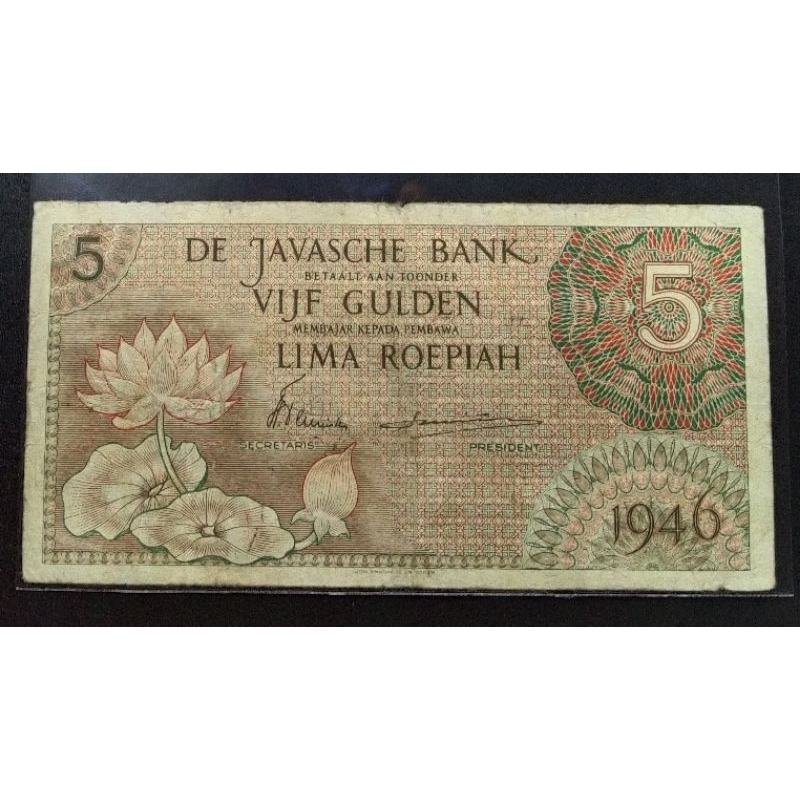 5
DE JAVASCHE BANK
BETAALT AAN TOONDER
VIJF GULDEN
MEMBAJAR KEPADA PEMBAWA
LIMA ROEPIAH
5
SECRETARIS
PRESIDENT
1946